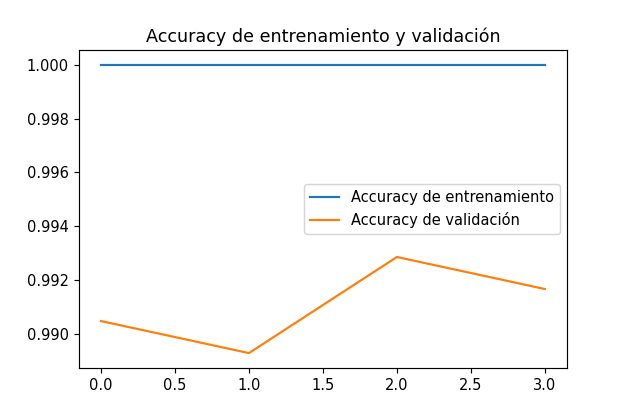 Accuracy de entrenamiento y validación
1.000
0.998
0.996
0.994
0.992
0.990
Accuracy de entrenamiento
Accuracy de validación
0.0 0.5 1.0 1.5 2.0 2.5 3.0